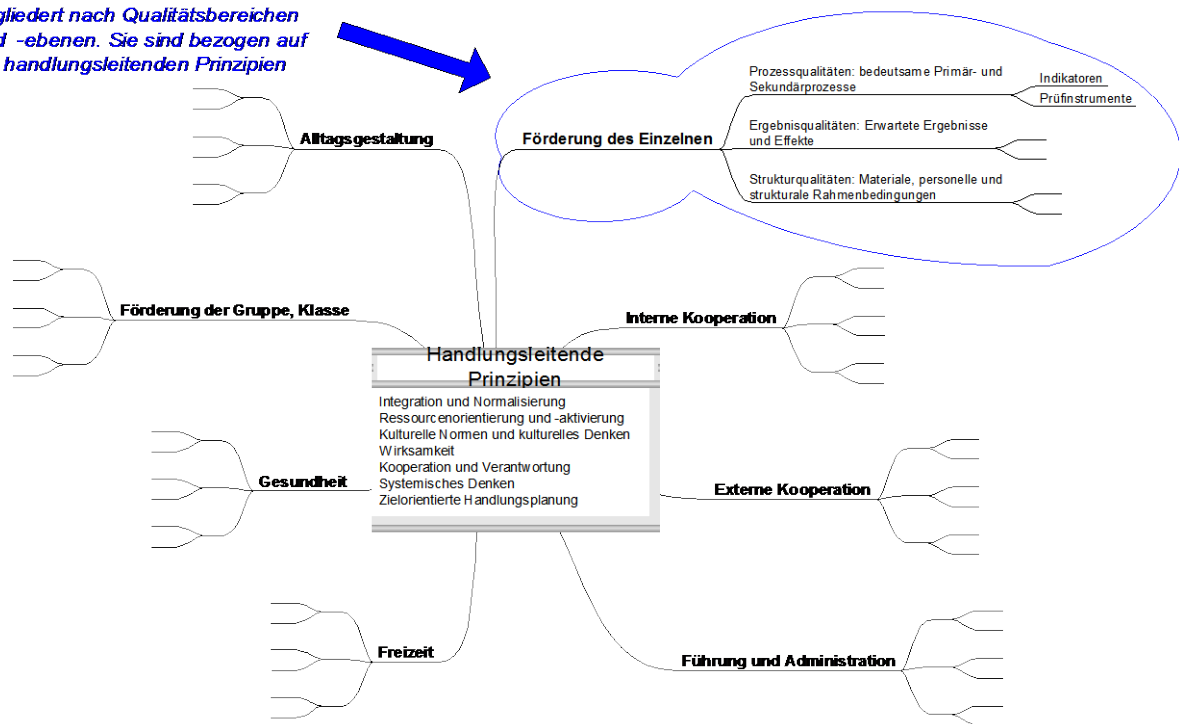 gliedert nach Qualitätsbereichen
d -ebenen. Sie sind bezogen auf
handlungsleitenden Prinzipien
Prozessqualitäten: bedeutsame Primär- und
Sekundärprozesse
Indikatoren
Prüfinstrumente
Alltagsgestaltung
Förderung des Einzelnen
Ergebnisqualitäten: Erwartete Ergebnisse
und Effekte
Strukturqualitäten: Materiale, personelle und
strukturale Rahmenbedingungen
Förderung der Gruppe, Klasse
Interne Kooperation
Handlungsleitende
Prinzipien
Integration und Normalisierung
Ressourcenorientierung und -aktivierung
Kulturelle Normen und kulturelles Denken
Wirksamkeit
Kooperation und Verantwortung
Systemisches Denken
Zielorientierte Handlungsplanung
Gesundheit
Externe Kooperation
Freizeit
Führung und Administration